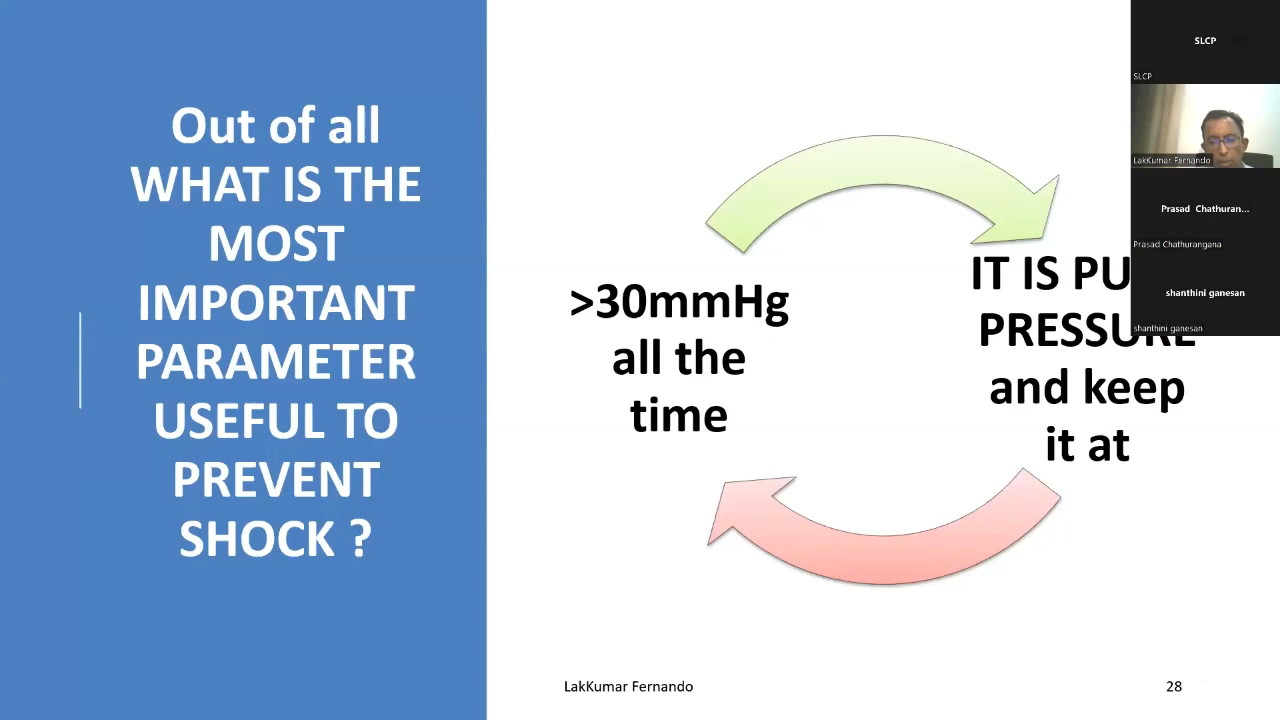 Out of all
WHAT IS THE
MOST
IMPORTANT
PARAMETER
USEFUL TO
PREVENT
SHOCK ?
>30mmHg
all the
time
IT IS
PRESSURE
and keep
it at
LakKumar Fernando
28
SLCP
SLCP
LakKumar Fernando
Prasad Chathuran...
Prasad Chathurangana
shanthini ganesan
shanthini ganesan